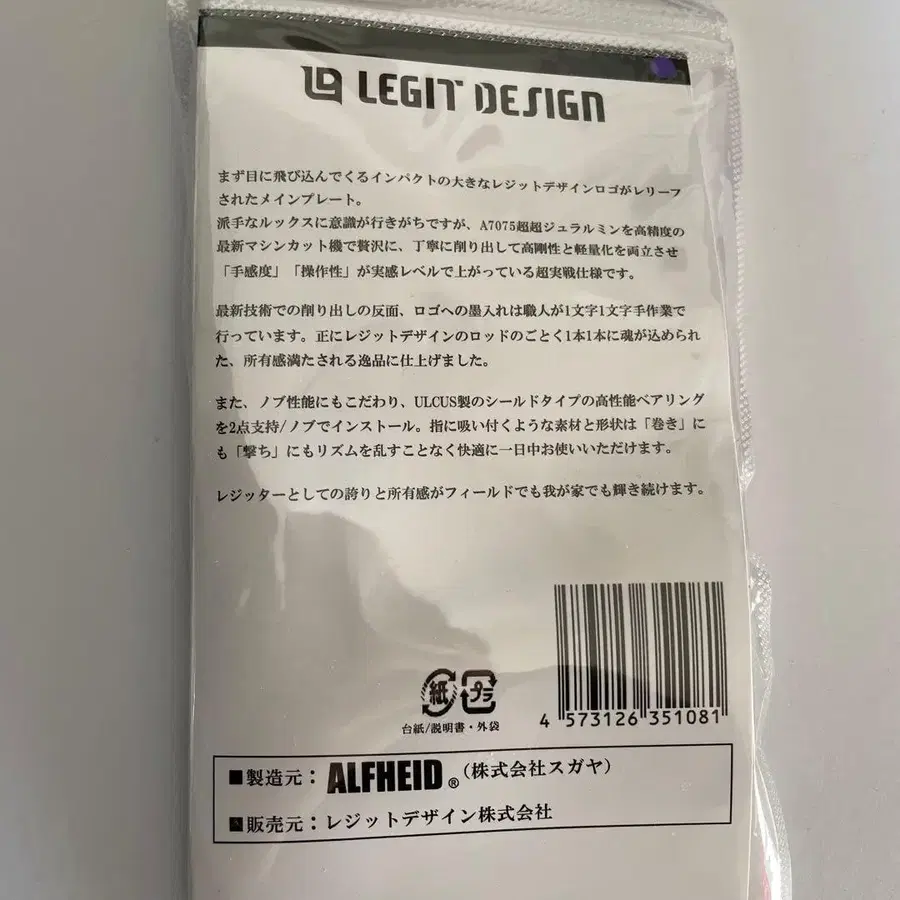 LEGIT DESIGN
まず目に飛び込んでくるインパクトの大きなレジットデザインロゴがレリーフ
されたメインプレート。
派手なルックスに意識が行きがちですが、A7075超超ジュラルミンを高精度の
最新マシンカット機で贅沢に、丁寧に削り出して高剛性と軽量化を両立させ
「手感度」「操作性」が実感レベルで上がっている超実戦仕様です。
最新技術での削り出しの反面、ロゴへの墨入れは職人が1文字1文字手作業で
行っています。正にレジットデザインのロッドのごとく1本1本に魂が込められ
た、所有感満たされる逸品に仕上げました。
また、ノブ性能にもこだわり、ULCUS製のシールドタイプの高性能ベアリング
を2点支持/ノブでインストール。指に吸い付くような素材と形状は「巻き」に
も「撃ち」にもリズムを乱すことなく快適に一日中お使いいただけます。
レジッターとしての誇りと所有感がフィールドでも我が家でも輝き続けます。
紙 プラ
台紙/説明書・外袋
4 573126 351081
■製造元：ALFHEID®（株式会社スガヤ）
■販売元：レジットデザイン株式会社